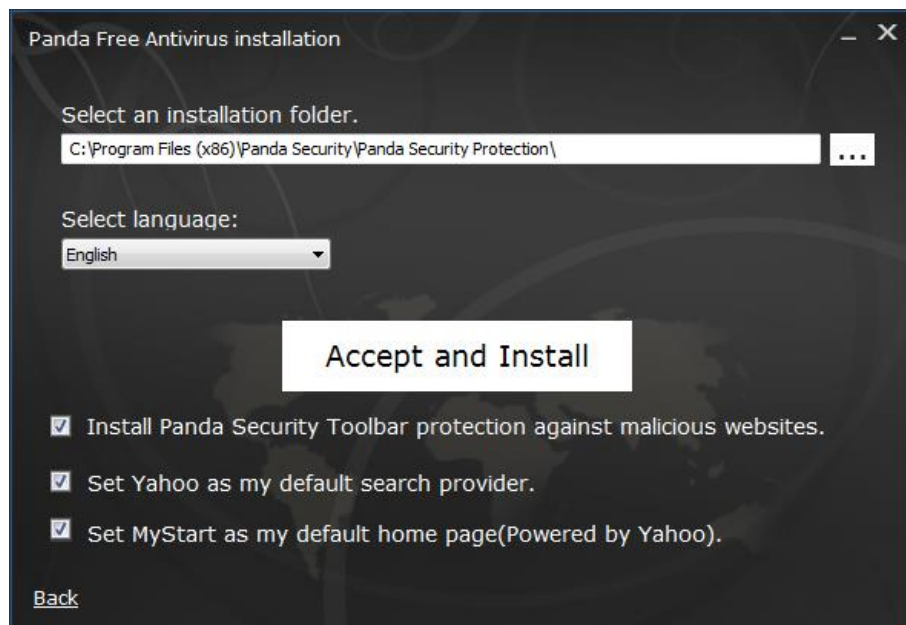 Panda Free Antivirus installation
Select an installation folder.
C:\Program Files (x86)\Panda Security\Panda Security Protection\
...
Select language:
English
Accept and Install
Install Panda Security Toolbar protection against malicious websites.
Set Yahoo as my default search provider.
Set MyStart as my default home page(Powered by Yahoo).
Back